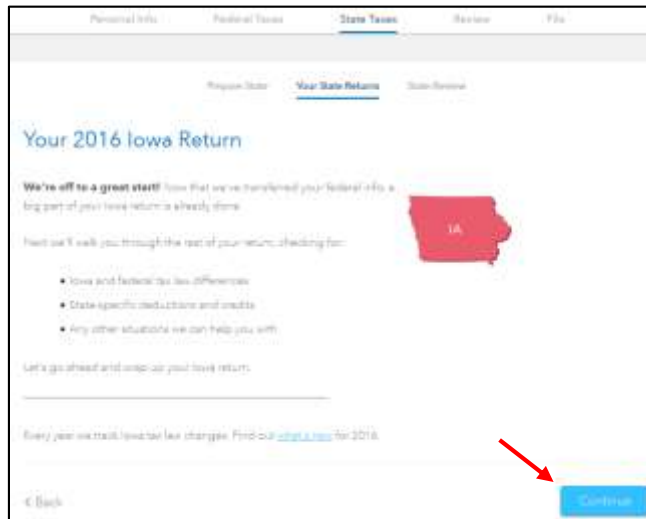 Personal Info Federal Taxes State Taxes Review File
Prepare State Your State Returns State Review
Your 2016 Iowa Return
We're off to a great start! Now that we've transferred your federal info, a
big part of your Iowa return is already done.
IA
Next we'll walk you through the rest of your return, checking for:
• Iowa and federal tax law differences
• State-specific deductions and credits
• Any other situations we can help you with
Let's go ahead and wrap up your Iowa return.
Every year we track Iowa tax law changes. Find out what's new for 2016.
< Back Continue